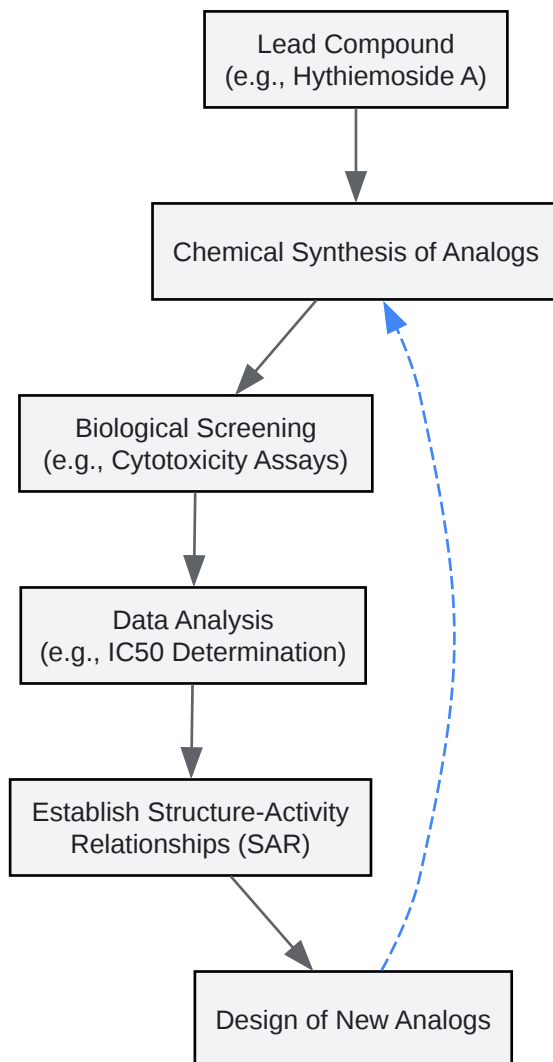 Lead Compound
(e.g., Hythiemoside A)
Chemical Synthesis of Analogs
Biological Screening
(e.g., Cytotoxicity Assays)
Data Analysis
(e.g., IC50 Determination)
Establish Structure-Activity
Relationships (SAR)
Design of New Analogs